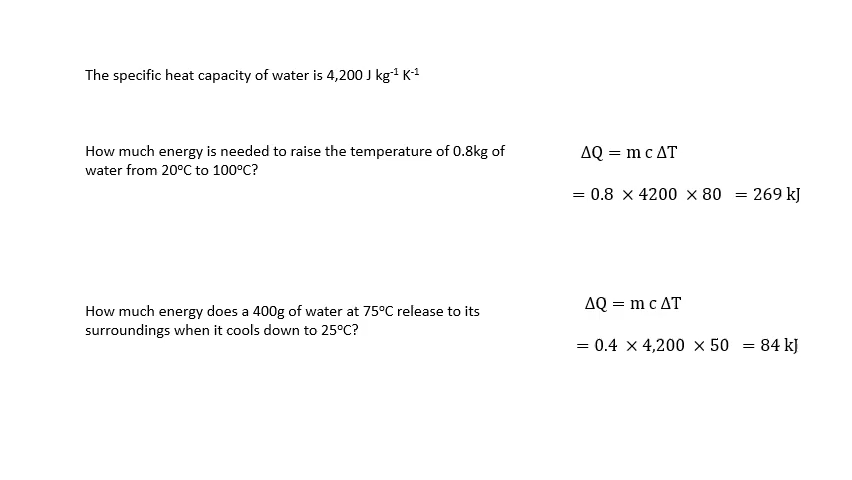 The specific heat capacity of water is 4,200 J kg⁻¹ K⁻¹
How much energy is needed to raise the temperature of 0.8kg of
water from 20°C to 100°C?
ΔQ = m c ΔT
= 0.8 × 4200 × 80 = 269 kJ
How much energy does a 400g of water at 75°C release to its
surroundings when it cools down to 25°C?
ΔQ = m c ΔT
= 0.4 × 4,200 × 50 = 84 kJ